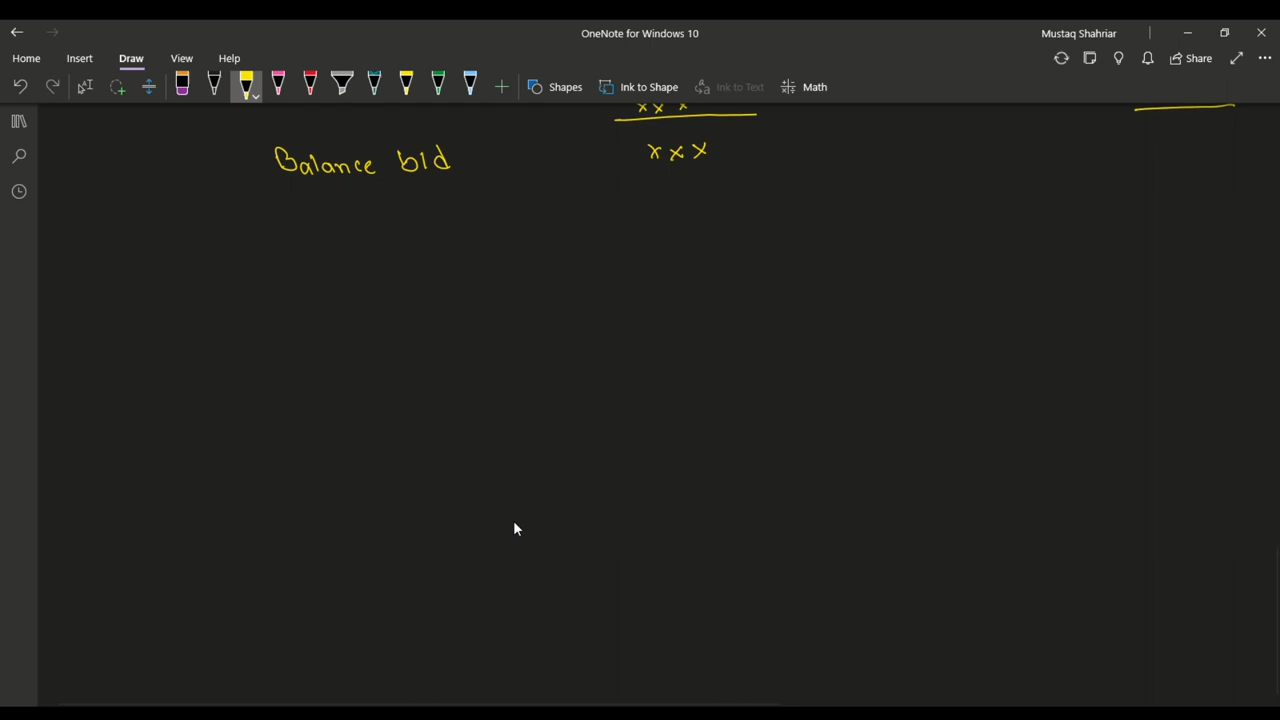 OneNote for Windows 10
Mustaq Shahriar
Home Insert Draw View Help
Share
Shapes Ink to Shape Ink to Text Math
x x x
Balance b/d x x x